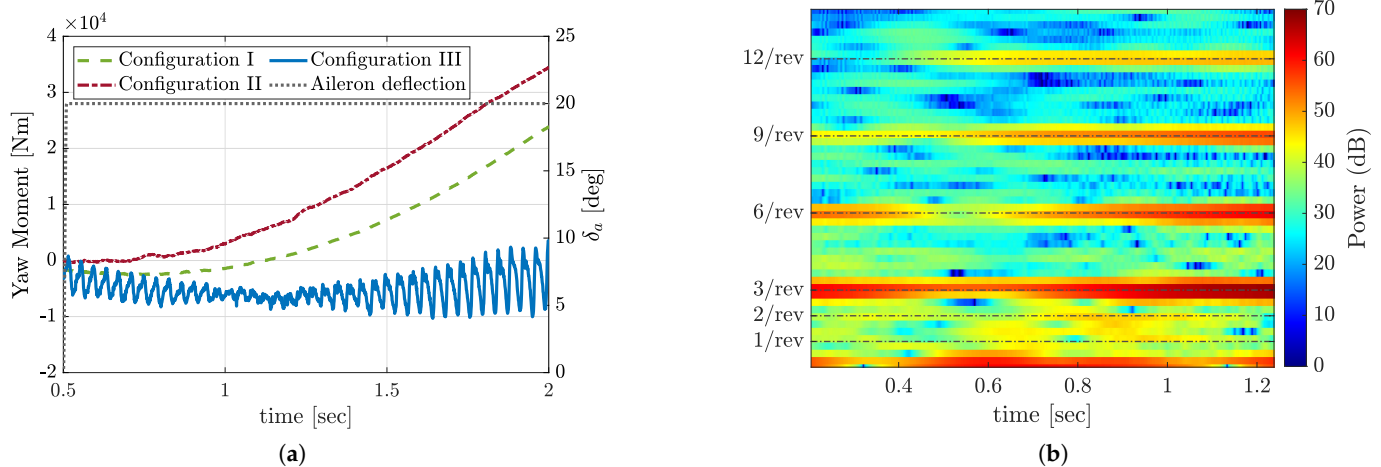 ×10⁴
4
3
2
1
0
-1
-2
Yaw Moment [Nm]
Configuration I
Configuration III
Configuration II
Aileron deflection
25
20
15
10
5
0
δₐ [deg]
0.5
1
1.5
2
time [sec]
(a)
12/rev
9/rev
6/rev
3/rev
2/rev
1/rev
0.4
0.6
0.8
1
1.2
time [sec]
70
60
50
40
30
20
10
0
Power (dB)
(b)